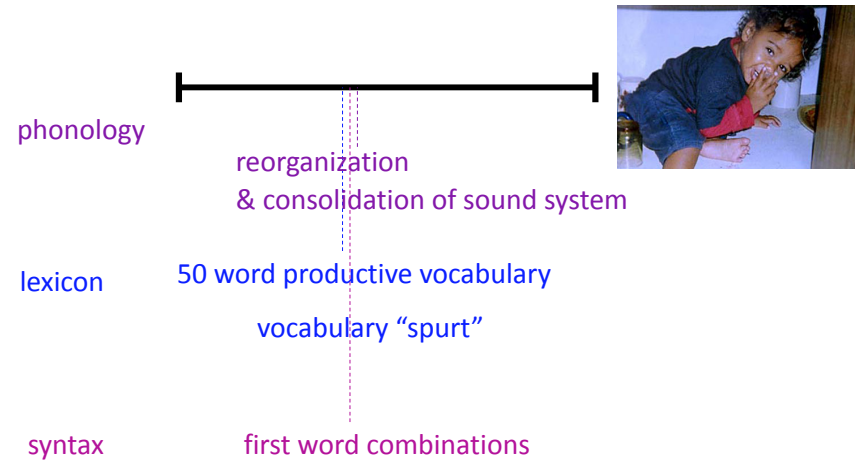 phonology
reorganization
& consolidation of sound system
lexicon
50 word productive vocabulary
vocabulary “spurt”
syntax
first word combinations